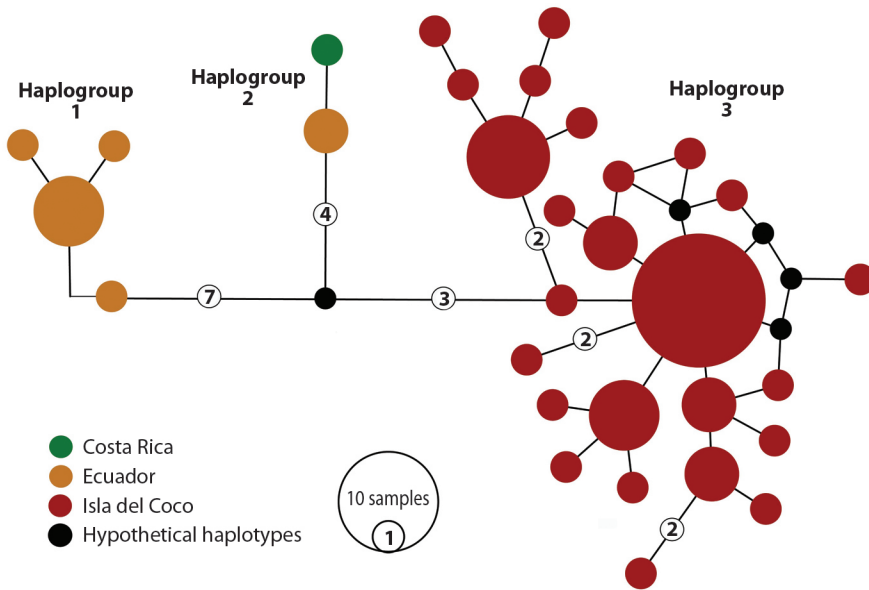 Haplogroup
1
Haplogroup
2
Haplogroup
3
4
2
7
3
2
2
Costa Rica
Ecuador
Isla del Coco
Hypothetical haplotypes
10 samples
1